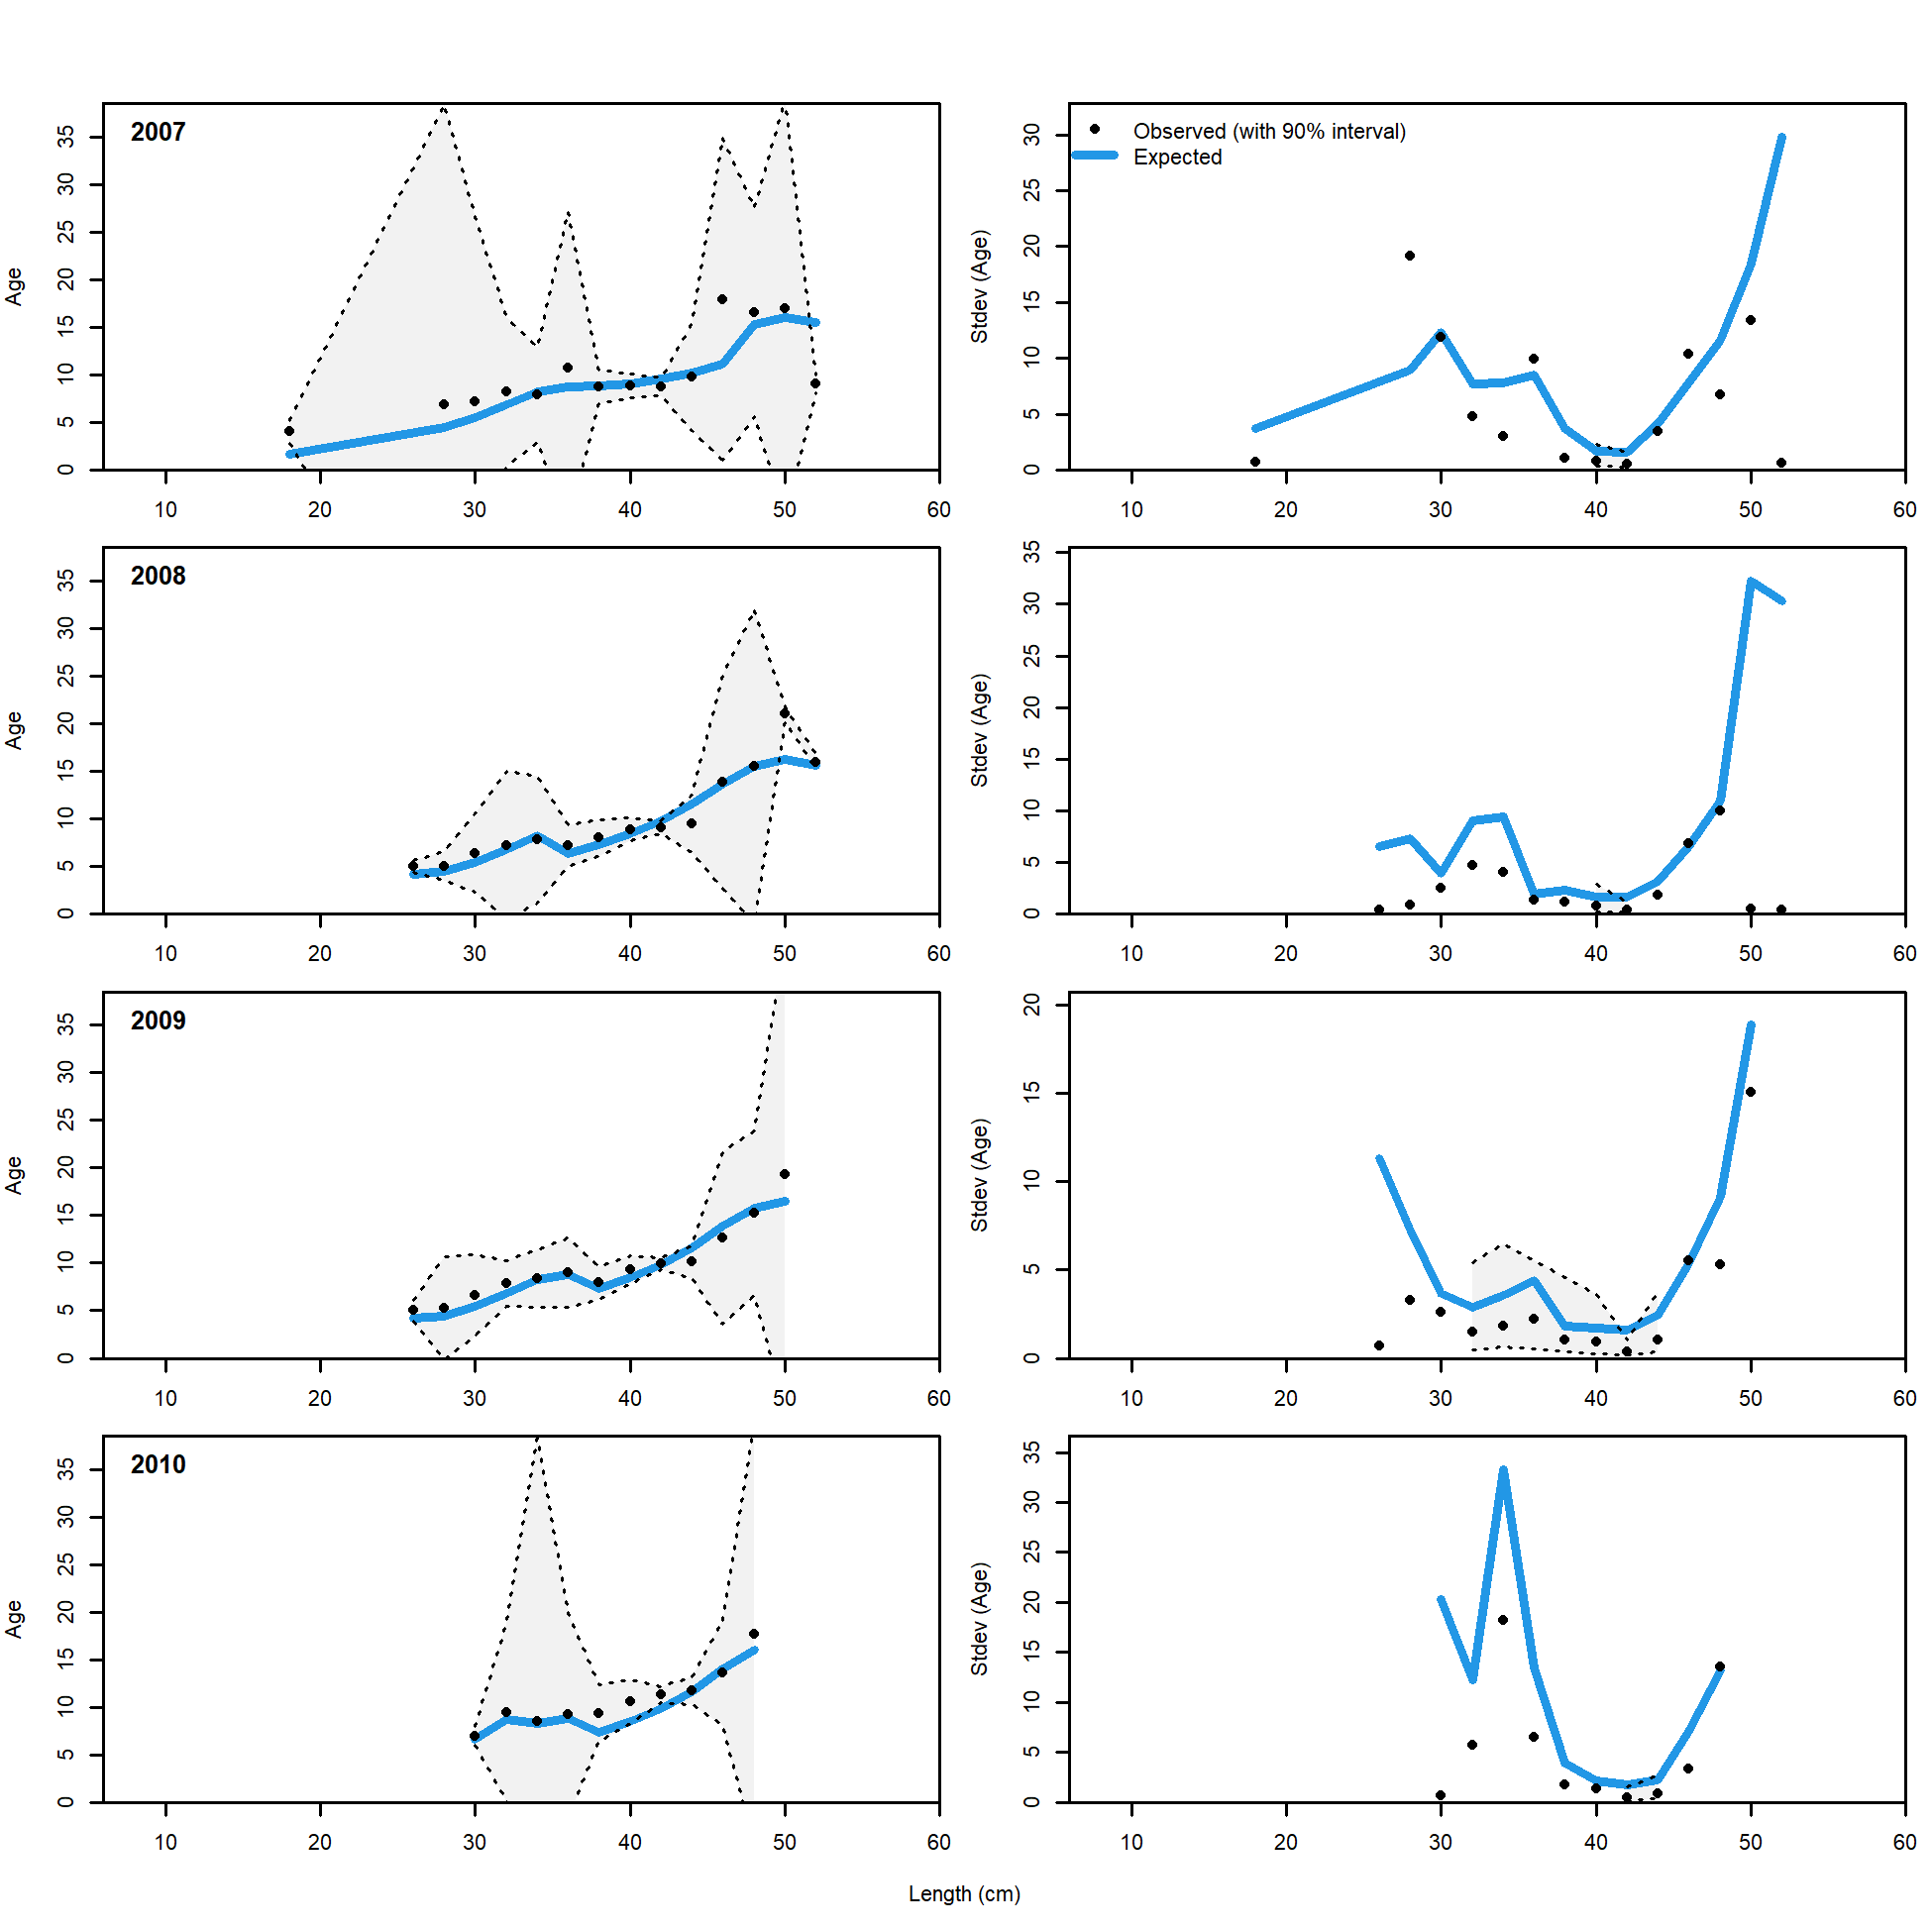 2007
Age
0 5 10 15 20 25 30 35
10 20 30 40 50 60
Observed (with 90% interval)
Expected
Stdev (Age)
0 5 10 15 20 25 30
10 20 30 40 50 60
2008
Age
0 5 10 15 20 25 30 35
10 20 30 40 50 60
Stdev (Age)
0 5 10 15 20 25 30 35
10 20 30 40 50 60
2009
Age
0 5 10 15 20 25 30 35
10 20 30 40 50 60
Stdev (Age)
0 5 10 15 20
10 20 30 40 50 60
2010
Age
0 5 10 15 20 25 30 35
10 20 30 40 50 60
Stdev (Age)
0 5 10 15 20 25 30 35
10 20 30 40 50 60
Length (cm)